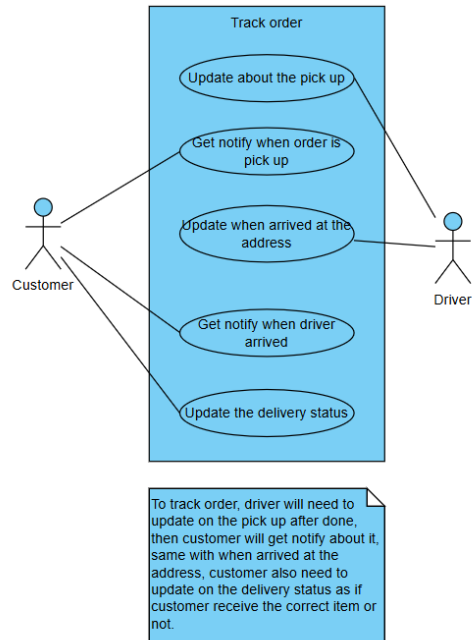 Track order
Update about the pick up
Get notify when order is
pick up
Update when arrived at the
address
Customer
Driver
Get notify when driver
arrived
Update the delivery status
To track order, driver will need to
update on the pick up after done,
then customer will get notify about it,
same with when arrived at the
address, customer also need to
update on the delivery status as if
customer receive the correct item or
not.